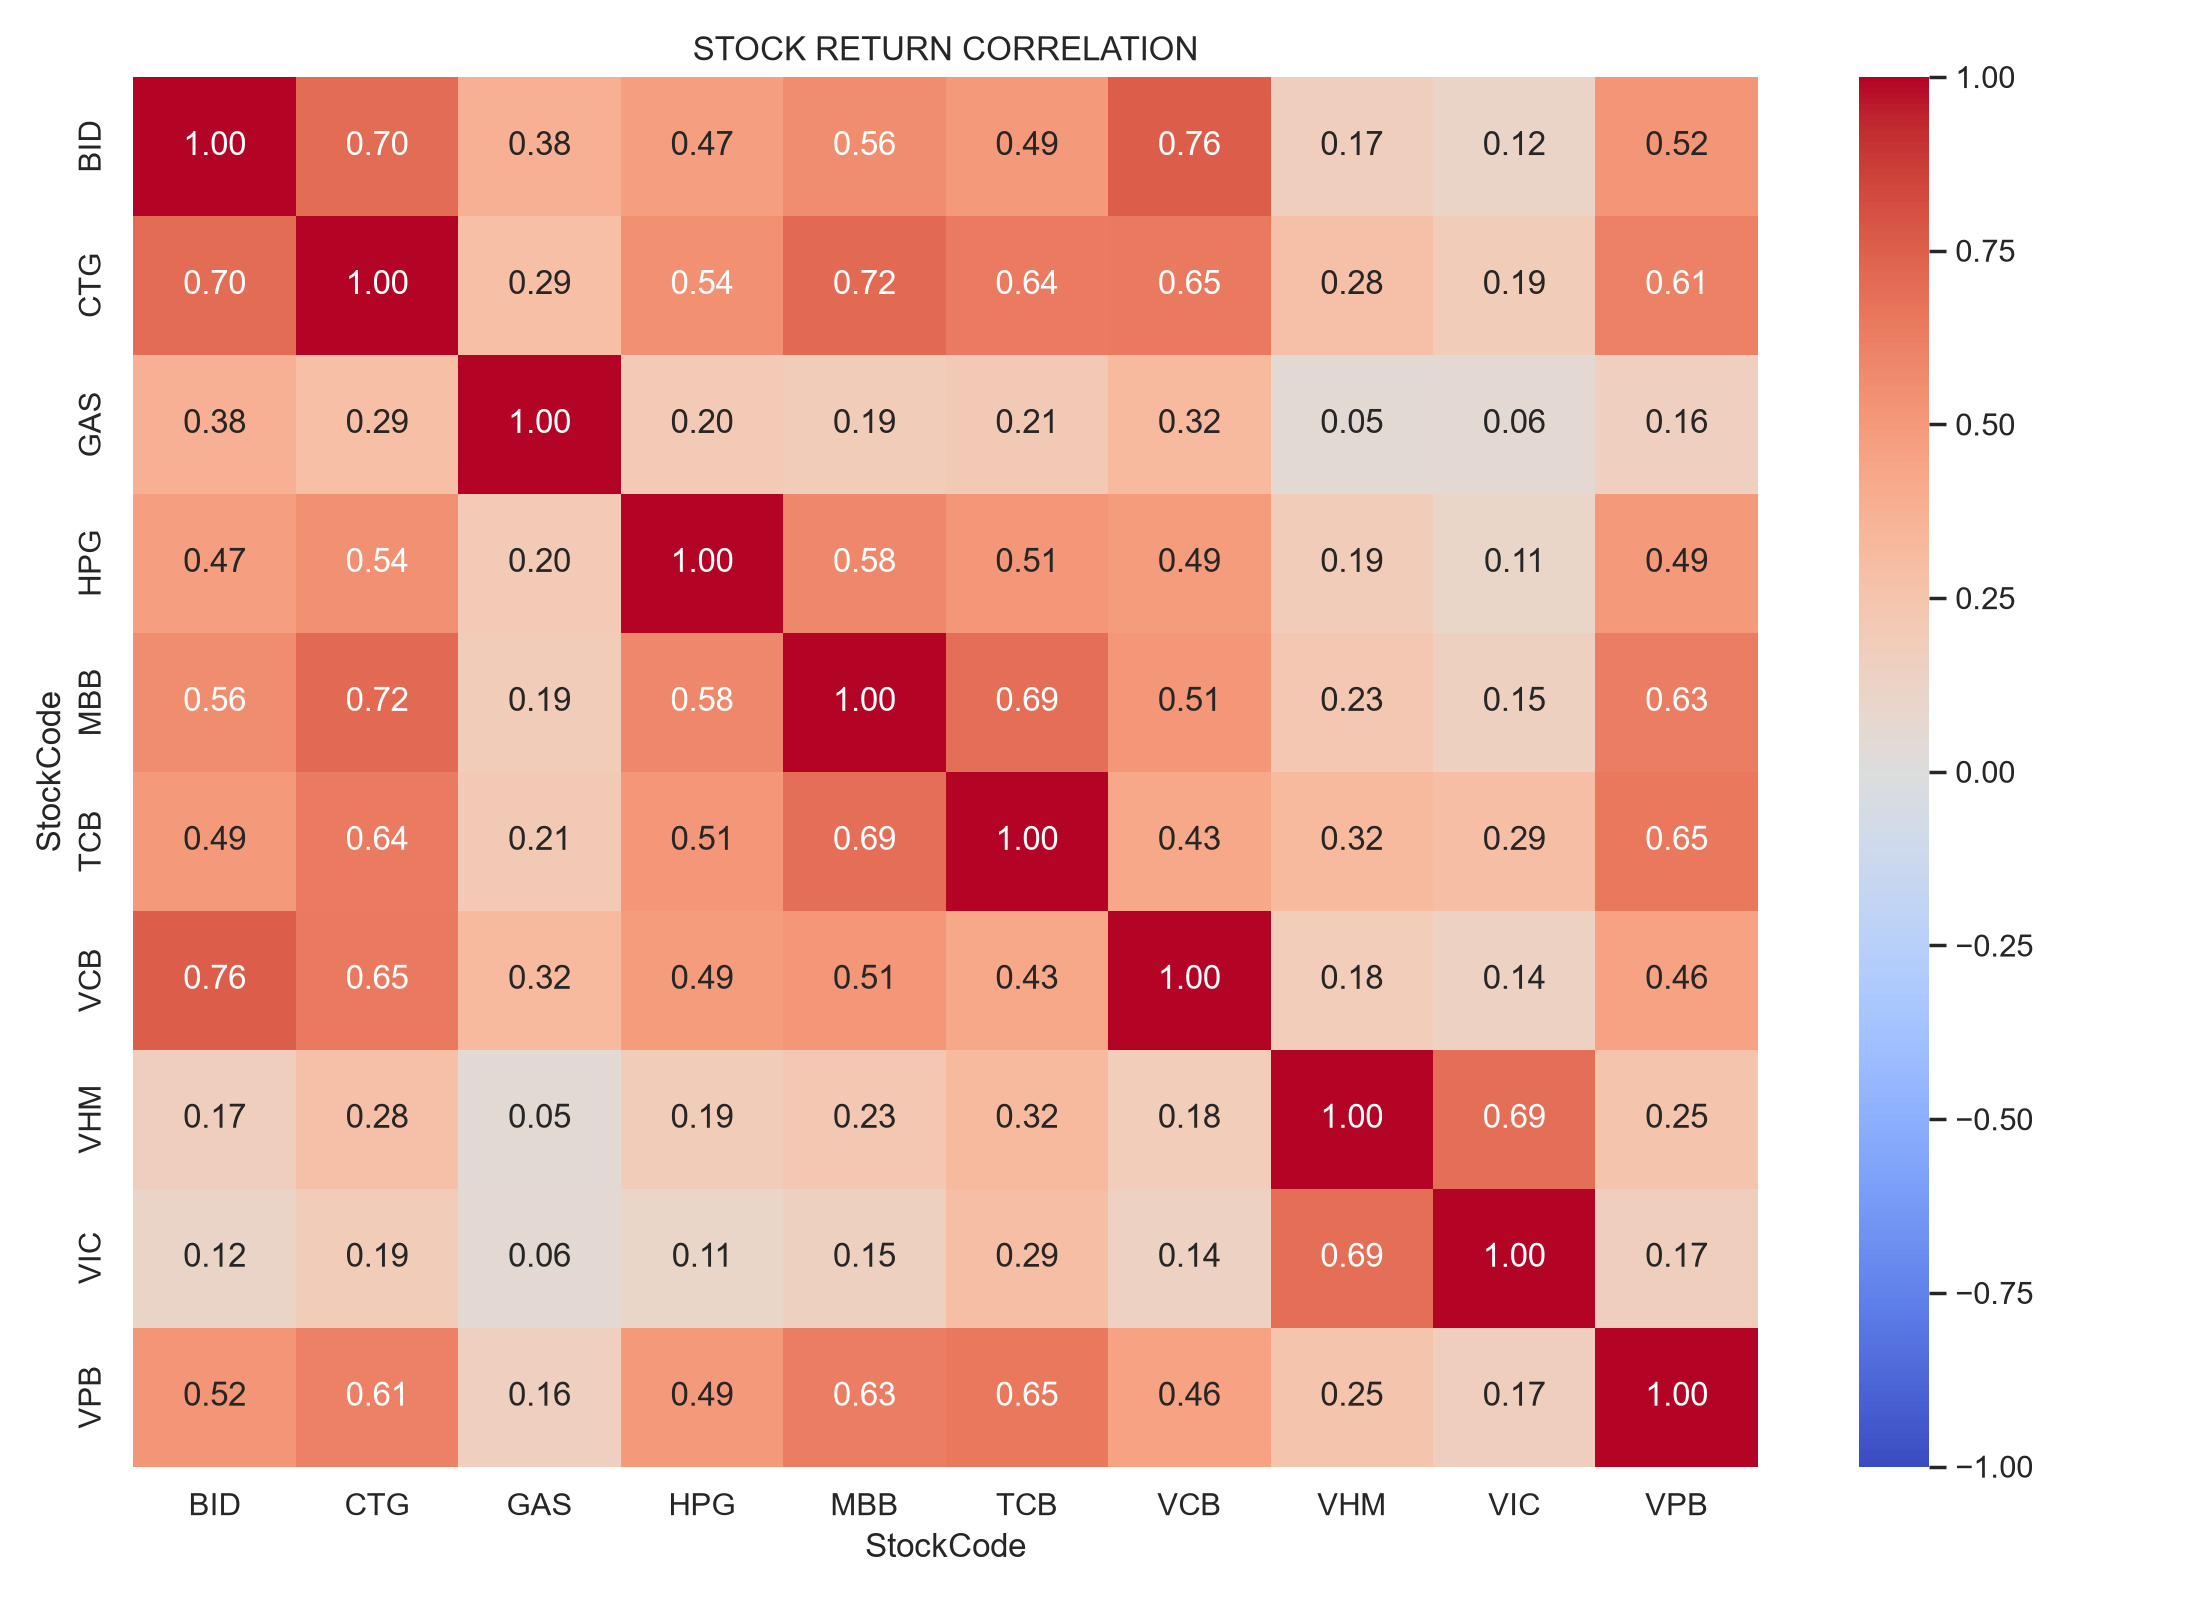 STOCK RETURN CORRELATION
BID 1.00 0.70 0.38 0.47 0.56 0.49 0.76 0.17 0.12 0.52
CTG 0.70 1.00 0.29 0.54 0.72 0.64 0.65 0.28 0.19 0.61
GAS 0.38 0.29 1.00 0.20 0.19 0.21 0.32 0.05 0.06 0.16
HPG 0.47 0.54 0.20 1.00 0.58 0.51 0.49 0.19 0.11 0.49
MBB 0.56 0.72 0.19 0.58 1.00 0.69 0.51 0.23 0.15 0.63
TCB 0.49 0.64 0.21 0.51 0.69 1.00 0.43 0.32 0.29 0.65
VCB 0.76 0.65 0.32 0.49 0.51 0.43 1.00 0.18 0.14 0.46
VHM 0.17 0.28 0.05 0.19 0.23 0.32 0.18 1.00 0.69 0.25
VIC 0.12 0.19 0.06 0.11 0.15 0.29 0.14 0.69 1.00 0.17
VPB 0.52 0.61 0.16 0.49 0.63 0.65 0.46 0.25 0.17 1.00
BID CTG GAS HPG MBB TCB VCB VHM VIC VPB
StockCode
StockCode
1.00
0.75
0.50
0.25
0.00
−0.25
−0.50
−0.75
−1.00